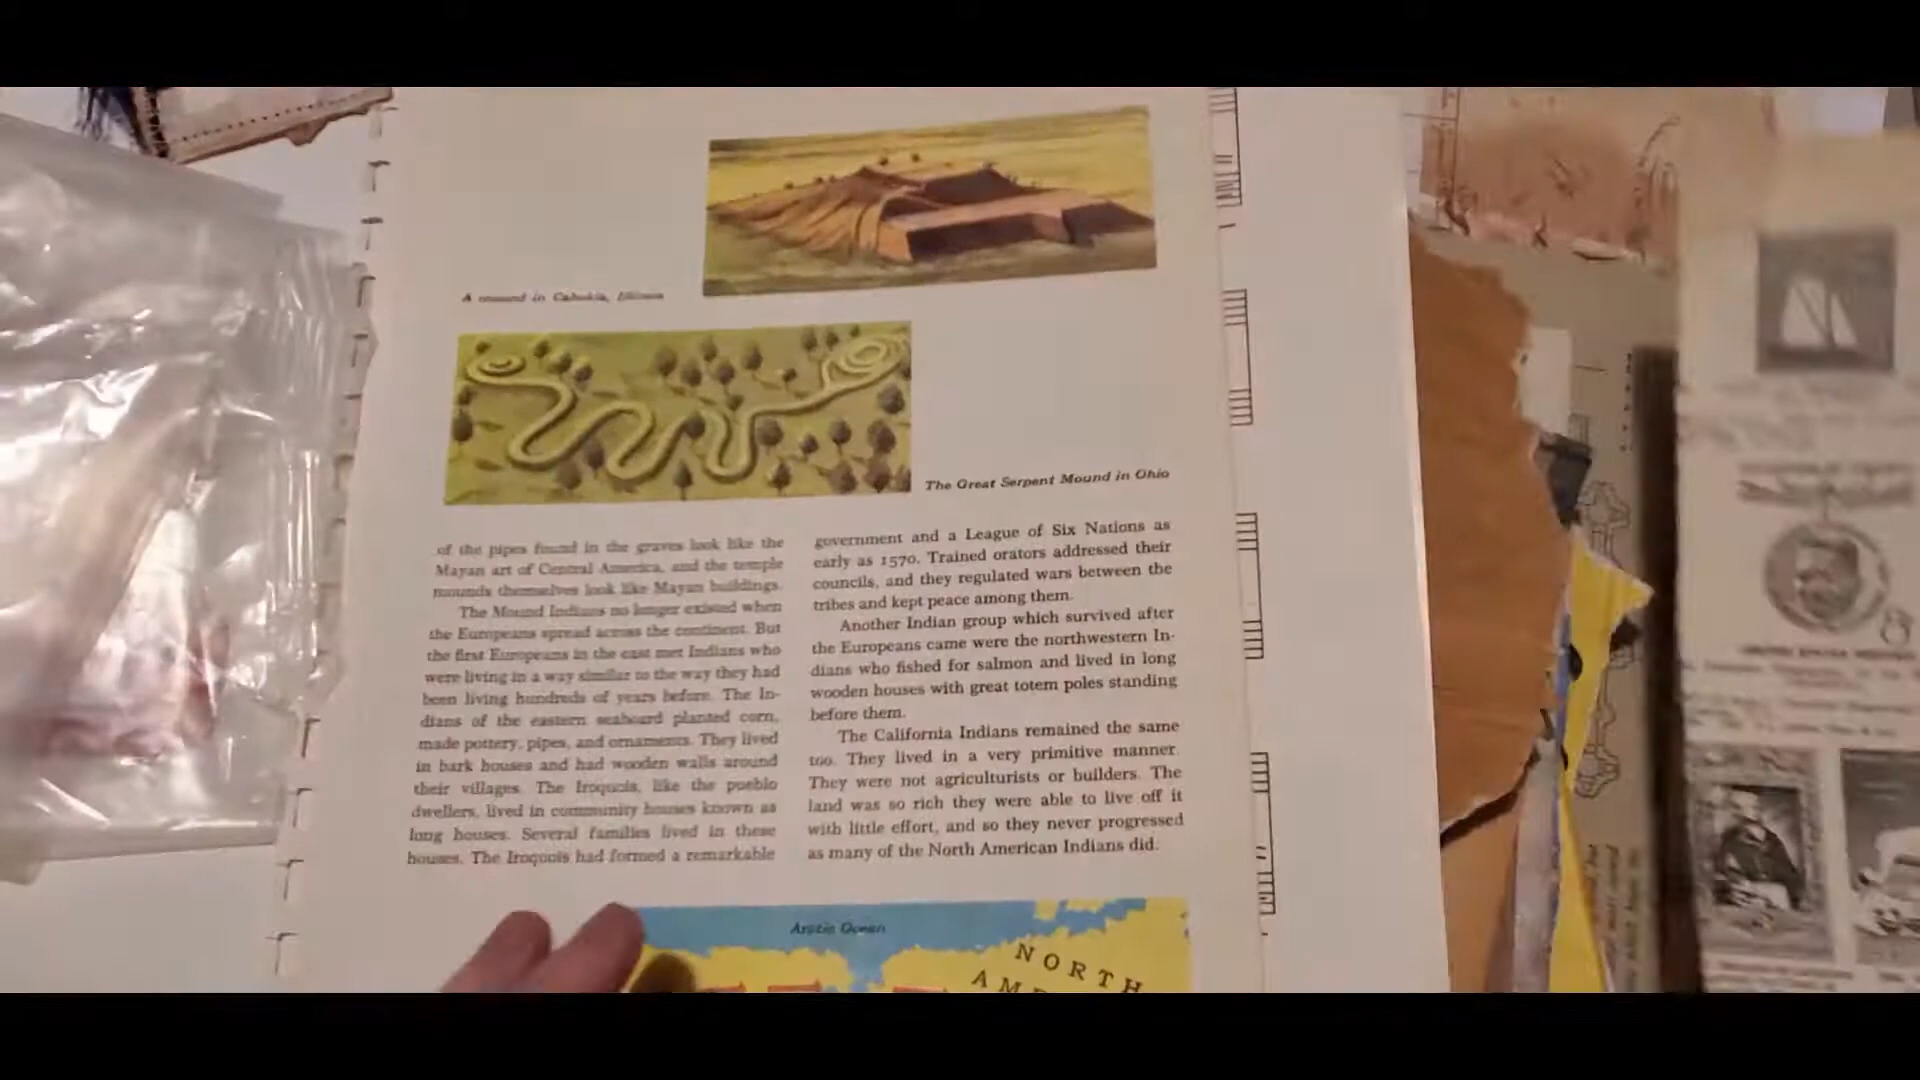 A mound in Cahokia, Illinois
The Great Serpent Mound in Ohio
of the pipes found in the graves look like the
Mayan art of Central America, and the temple
mounds themselves look like Mayan buildings.
The Mound Indians no longer existed when
the Europeans spread across the continent. But
the first Europeans in the east met Indians who
were living in a way similar to the way they had
been living hundreds of years before. The In-
dians of the eastern seaboard planted corn,
made pottery, pipes, and ornaments. They lived
in bark houses and had wooden walls around
their villages. The Iroquois, like the pueblo
dwellers, lived in community houses known as
long houses. Several families lived in these
houses. The Iroquois had formed a remarkable
government and a League of Six Nations as
early as 1570. Trained orators addressed their
councils, and they regulated wars between the
tribes and kept peace among them.
Another Indian group which survived after
the Europeans came were the northwestern In-
dians who fished for salmon and lived in long
wooden houses with great totem poles standing
before them.
The California Indians remained the same
too. They lived in a very primitive manner.
They were not agriculturists or builders. The
land was so rich they were able to live off it
with little effort, and so they never progressed
as many of the North American Indians did.
Arctic Ocean
NORTH